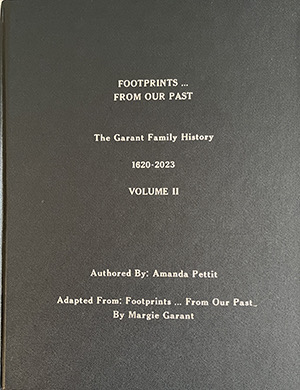 FOOTPRINTS ...
FROM OUR PAST
The Garant Family History
1620-2023
VOLUME II
Authored By: Amanda Pettit
Adapted From: Footprints ... From Our Past_
By Margie Garant